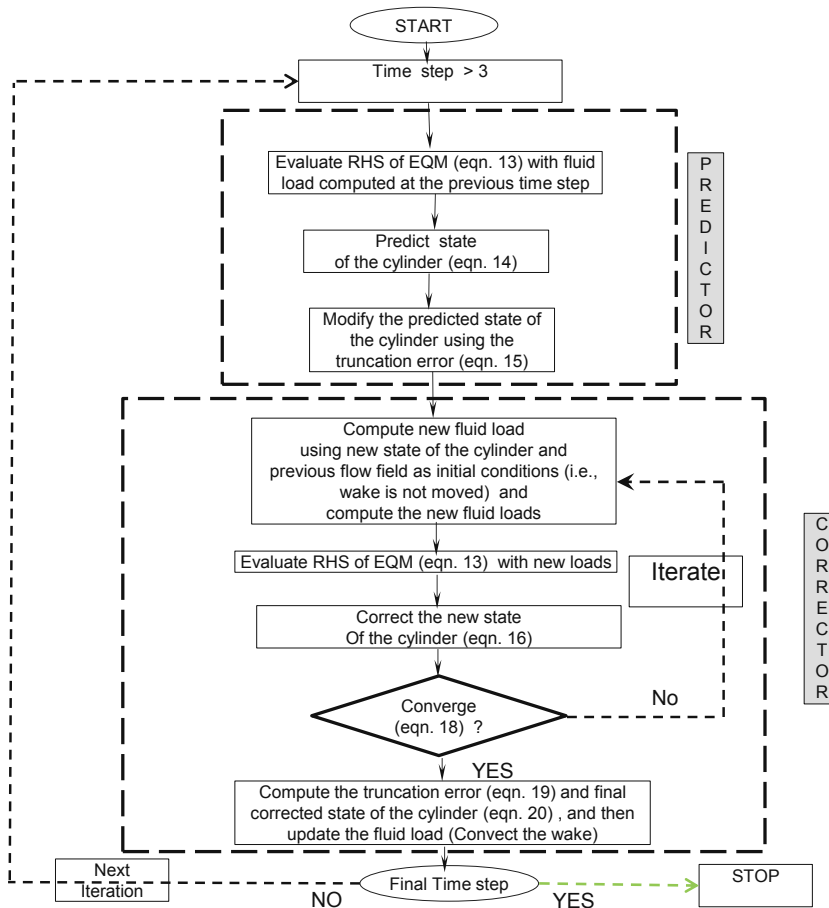 START
Time step > 3
Evaluate RHS of EQM (eqn. 13) with fluid
load computed at the previous time step
Predict state
of the cylinder (eqn. 14)
Modify the predicted state of
the cylinder using the
truncation error (eqn. 15)
PREDICTOR
Compute new fluid load
using new state of the cylinder and
previous flow field as initial conditions (i.e.,
wake is not moved) and
compute the new fluid loads
Evaluate RHS of EQM (eqn. 13) with new loads
Iterate
Correct the new state
Of the cylinder (eqn. 16)
CORRECTOR
Converge
(eqn. 18) ?
No
YES
Compute the truncation error (eqn. 19) and final
corrected state of the cylinder (eqn. 20) , and then
update the fluid load (Convect the wake)
Next
Iteration
NO
Final Time step
YES
STOP